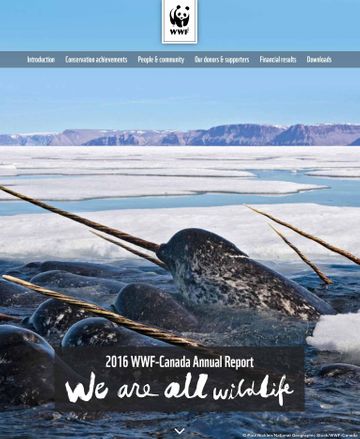 WWF
Introduction Conservation achievements People & community Our donors & supporters Financial results Downloads
2016 WWF-Canada Annual Report
We are all wildlife
© Paul Nicklen/National Geographic Stock/WWF-Canada